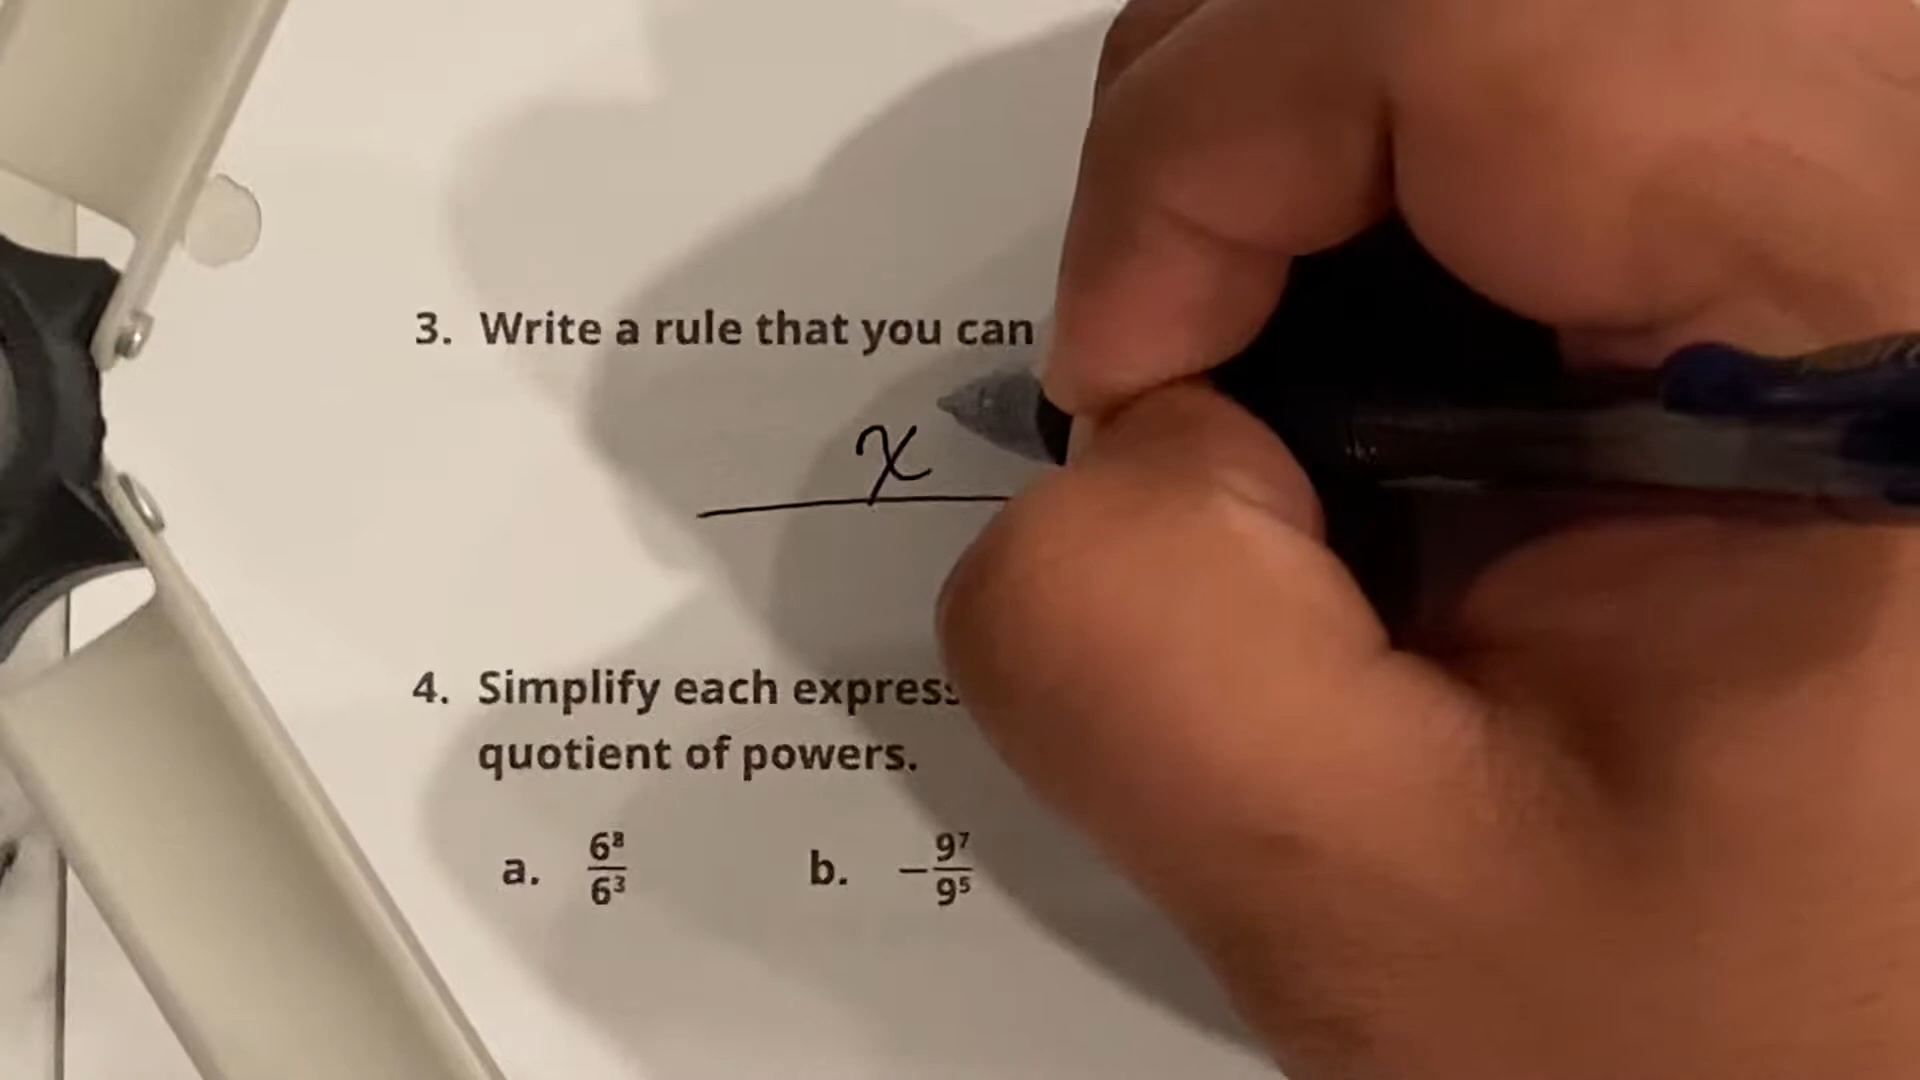 3. Write a rule that you can
x
4. Simplify each express
quotient of powers.
a. 6⁸/6³ b. −9⁷/9⁵